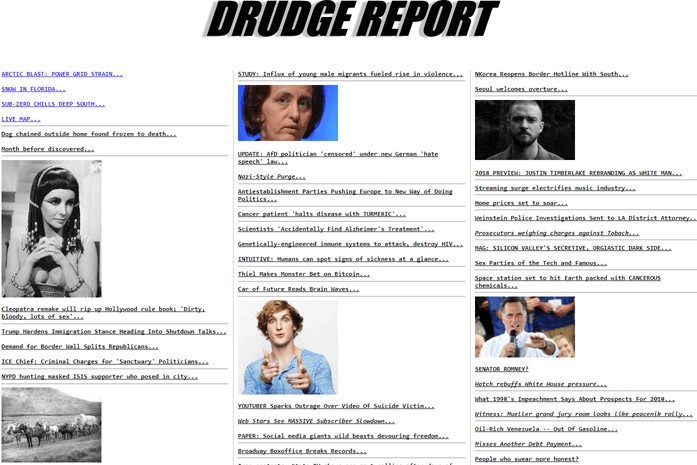 DRUDGE REPORT
ARCTIC BLAST: POWER GRID STRAIN...
SNOW IN FLORIDA...
SUB-ZERO CHILLS DEEP SOUTH...
LIVE MAP...
Dog chained outside home found frozen to death...
Month before discovered...
Cleopatra remake will rip up Hollywood rule book; 'Dirty,
bloody, lots of sex'...
Trump Hardens Immigration Stance Heading Into Shutdown Talks...
Demand for Border Wall Splits Republicans...
ICE Chief: Criminal Charges for 'Sanctuary' Politicians...
NYPD hunting masked ISIS supporter who posed in city...
STUDY: Influx of young male migrants fueled rise in violence...
UPDATE: AfD politician 'censored' under new German 'hate
speech' law...
Nazi-Style Purge...
Antiestablishment Parties Pushing Europe to New Way of Doing
Politics...
Cancer patient 'halts disease with TURMERIC'...
Scientists 'Accidentally Find Alzheimer's Treatment'...
Genetically-engineered immune systems to attack, destroy HIV...
INTUITIVE: Humans can spot signs of sickness at a glance...
Thiel Makes Monster Bet on Bitcoin...
Car of Future Reads Brain Waves...
YOUTUBER Sparks Outrage Over Video Of Suicide Victim...
Web Stars See MASSIVE Subscriber Slowdown...
PAPER: Social media giants wild beasts devouring freedom...
Broadway Boxoffice Breaks Records...
NKorea Reopens Border Hotline With South...
Seoul welcomes overture...
2018 PREVIEW: JUSTIN TIMBERLAKE REBRANDING AS WHITE MAN...
Streaming surge electrifies music industry...
Home prices set to soar...
Weinstein Police Investigations Sent to LA District Attorney..
Prosecutors weighing charges against Toback...
MAG: SILICON VALLEY'S SECRETIVE, ORGIASTIC DARK SIDE...
Sex Parties of the Tech and Famous...
Space station set to hit Earth packed with CANCEROUS
chemicals...
SENATOR ROMNEY?
Hatch rebuffs White House pressure...
What 1998's Impeachment Says About Prospects For 2018...
Witness: Mueller grand jury room looks like peacenik rally...
Oil-Rich Venezuela -- Out Of Gasoline...
Misses Another Debt Payment...
People who swear more honest?